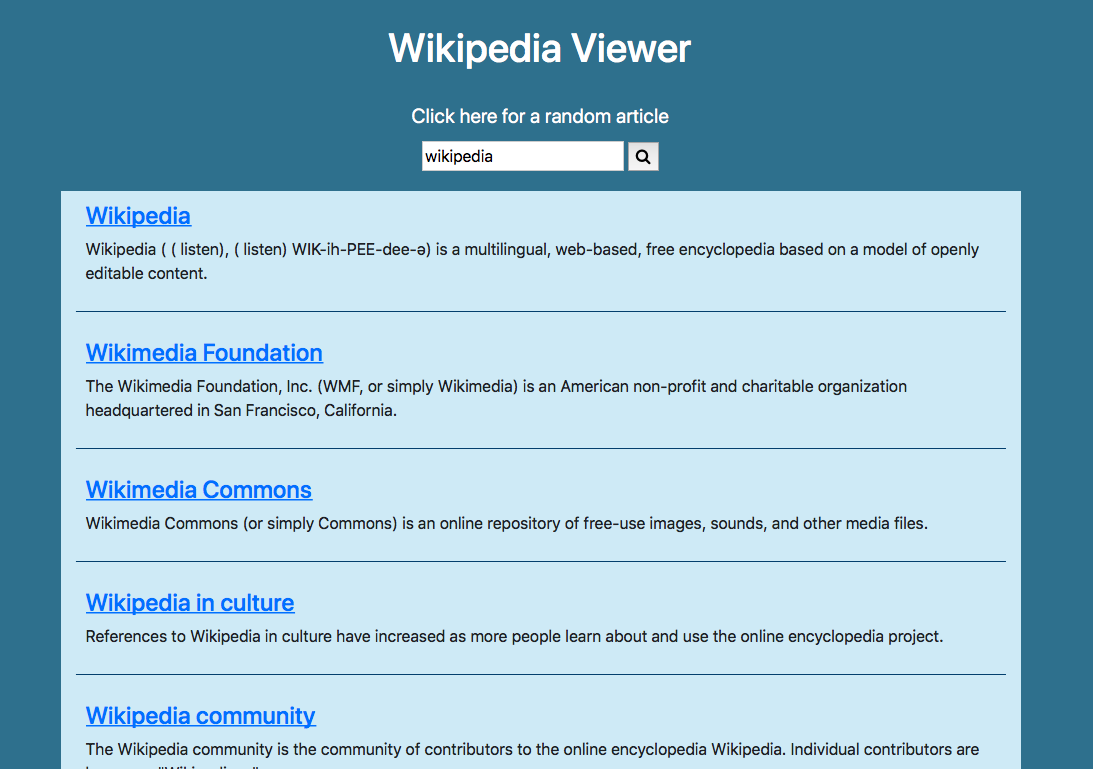 Wikipedia Viewer
Click here for a random article
wikipedia
Wikipedia
Wikipedia ( ( listen), ( listen) WIK-ih-PEE-dee-ə) is a multilingual, web-based, free encyclopedia based on a model of openly
editable content.
Wikimedia Foundation
The Wikimedia Foundation, Inc. (WMF, or simply Wikimedia) is an American non-profit and charitable organization
headquartered in San Francisco, California.
Wikimedia Commons
Wikimedia Commons (or simply Commons) is an online repository of free-use images, sounds, and other media files.
Wikipedia in culture
References to Wikipedia in culture have increased as more people learn about and use the online encyclopedia project.
Wikipedia community
The Wikipedia community is the community of contributors to the online encyclopedia Wikipedia. Individual contributors are